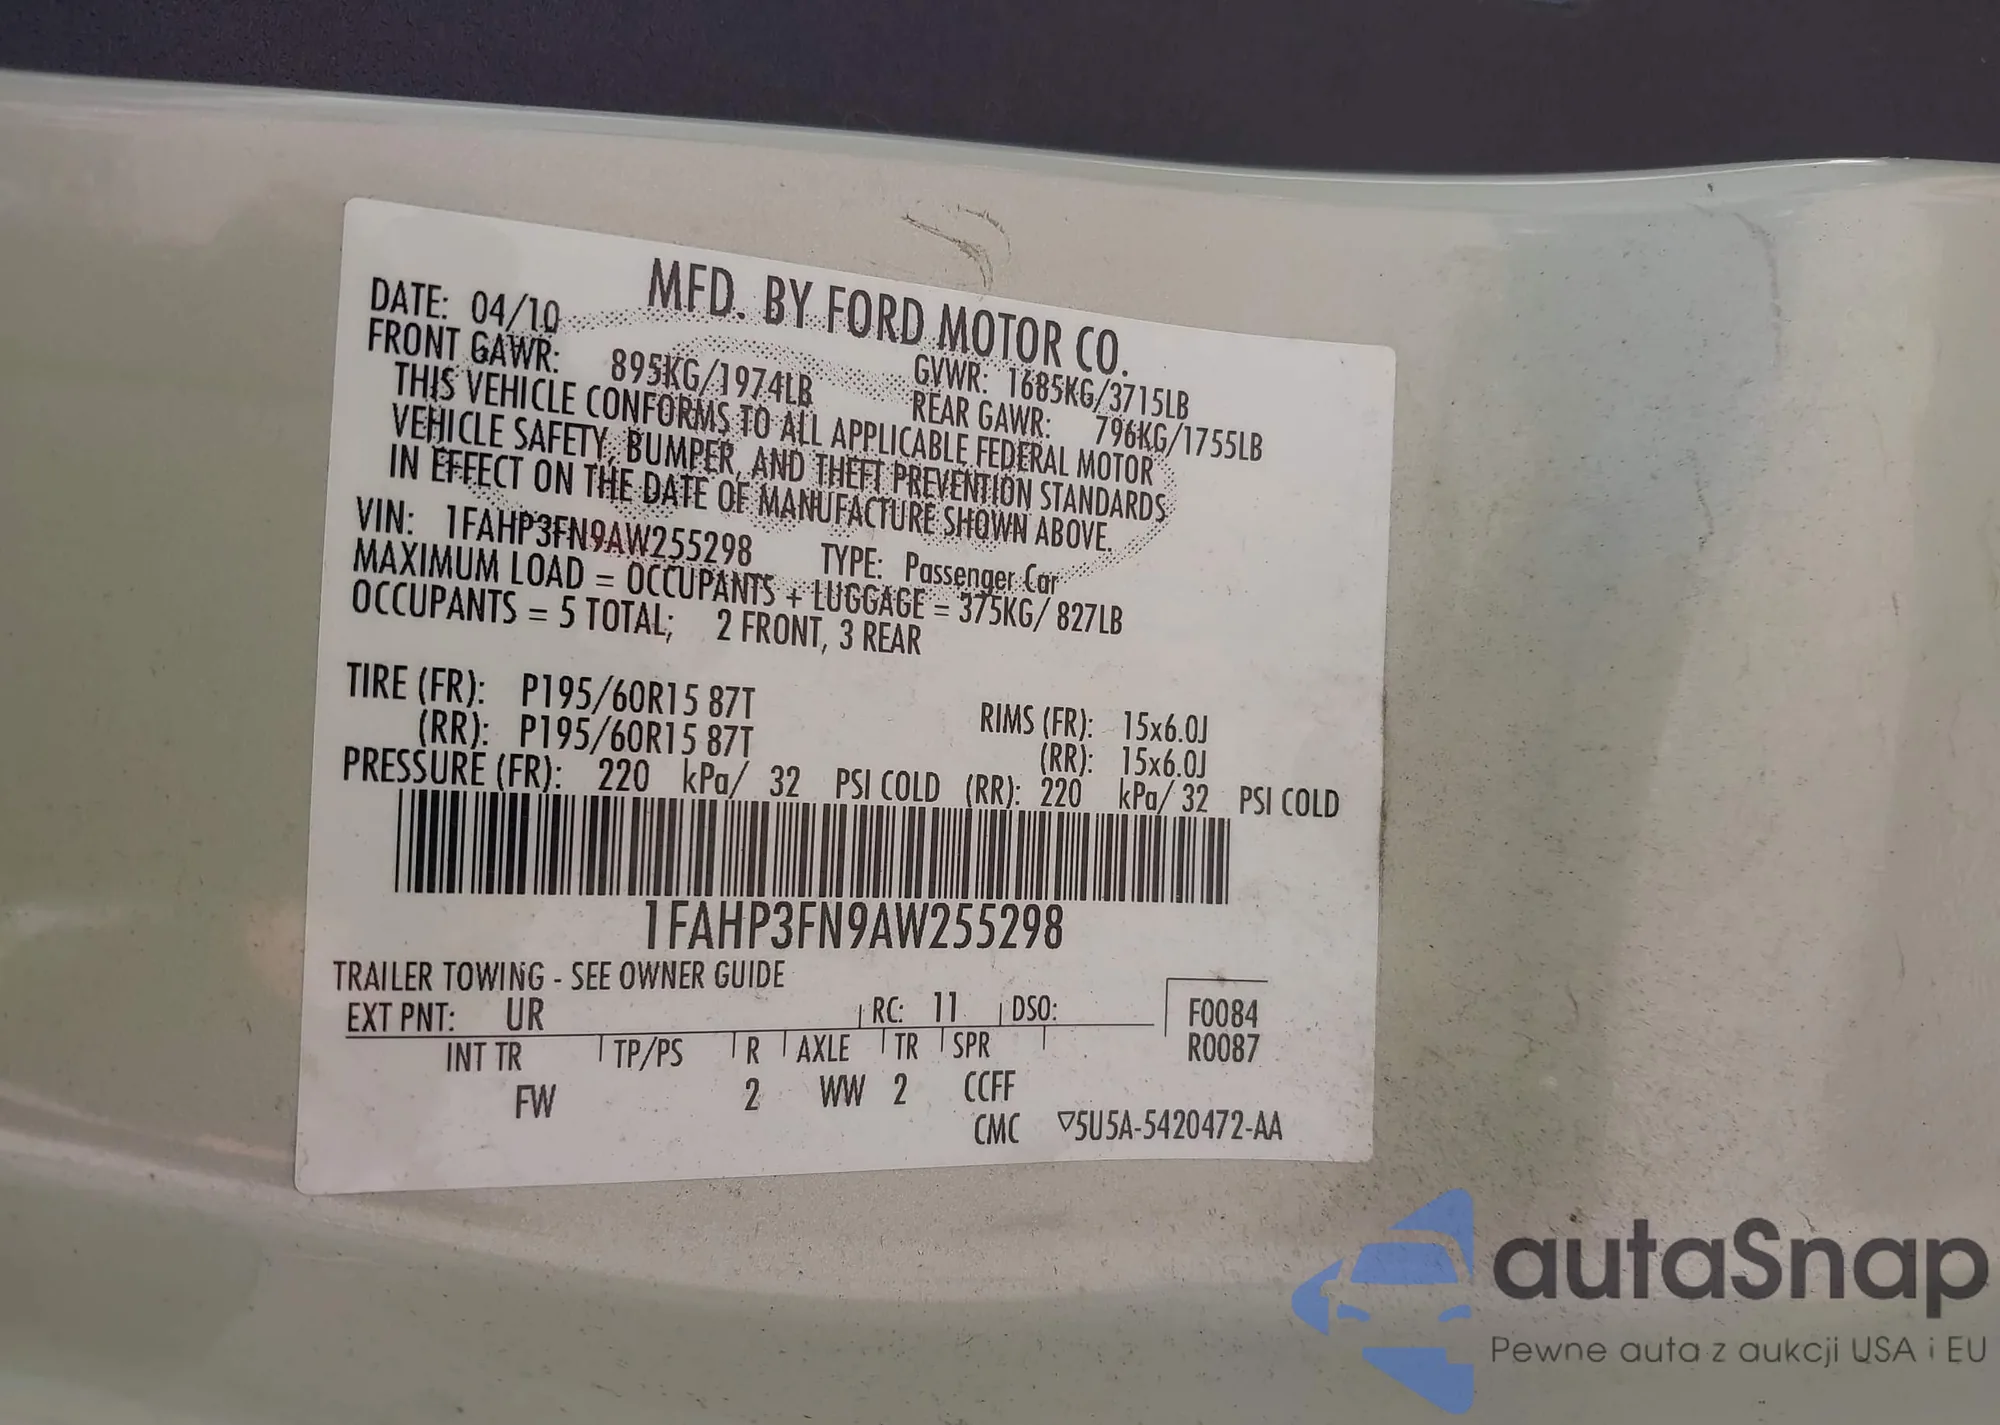 MFD. BY FORD MOTOR CO.
DATE: 04/10 GVWR: 1685KG/3715LB
FRONT GAWR: 895KG/1974LB REAR GAWR: 796KG/1755LB
THIS VEHICLE CONFORMS TO ALL APPLICABLE FEDERAL MOTOR
VEHICLE SAFETY, BUMPER, AND THEFT PREVENTION STANDARDS
IN EFFECT ON THE DATE OF MANUFACTURE SHOWN ABOVE.
VIN: 1FAHP3FN9AW255298 TYPE: Passenger Car
MAXIMUM LOAD = OCCUPANTS + LUGGAGE = 375KG/ 827LB
OCCUPANTS = 5 TOTAL; 2 FRONT, 3 REAR
TIRE (FR): P195/60R15 87T RIMS (FR): 15x6.0J
(RR): P195/60R15 87T (RR): 15x6.0J
PRESSURE (FR): 220 kPa/ 32 PSI COLD (RR): 220 kPa/ 32 PSI COLD
1FAHP3FN9AW255298
TRAILER TOWING - SEE OWNER GUIDE
EXT PNT: UR RC: 11 DSO: F0084
INT TR TP/PS R AXLE TR SPR R0087
FW 2 WW 2 CCFF
CMC ▽5U5A-5420472-AA
autaSnap
Pewne auta z aukcji USA i EU